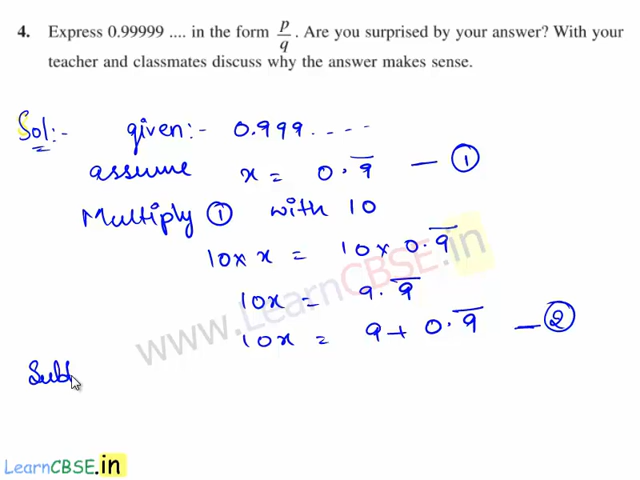 4. Express 0.99999 .... in the form p/q. Are you surprised by your answer? With your
teacher and classmates discuss why the answer makes sense.
Sol:- given:- 0.999.....
assume x = 0.9̅ — ①
Multiply ① with 10
10 × x = 10 × 0.9̅
10x = 9.9̅
10x = 9 + 0.9̅ — ②
www.LearnCBSE.in
LearnCBSE.in